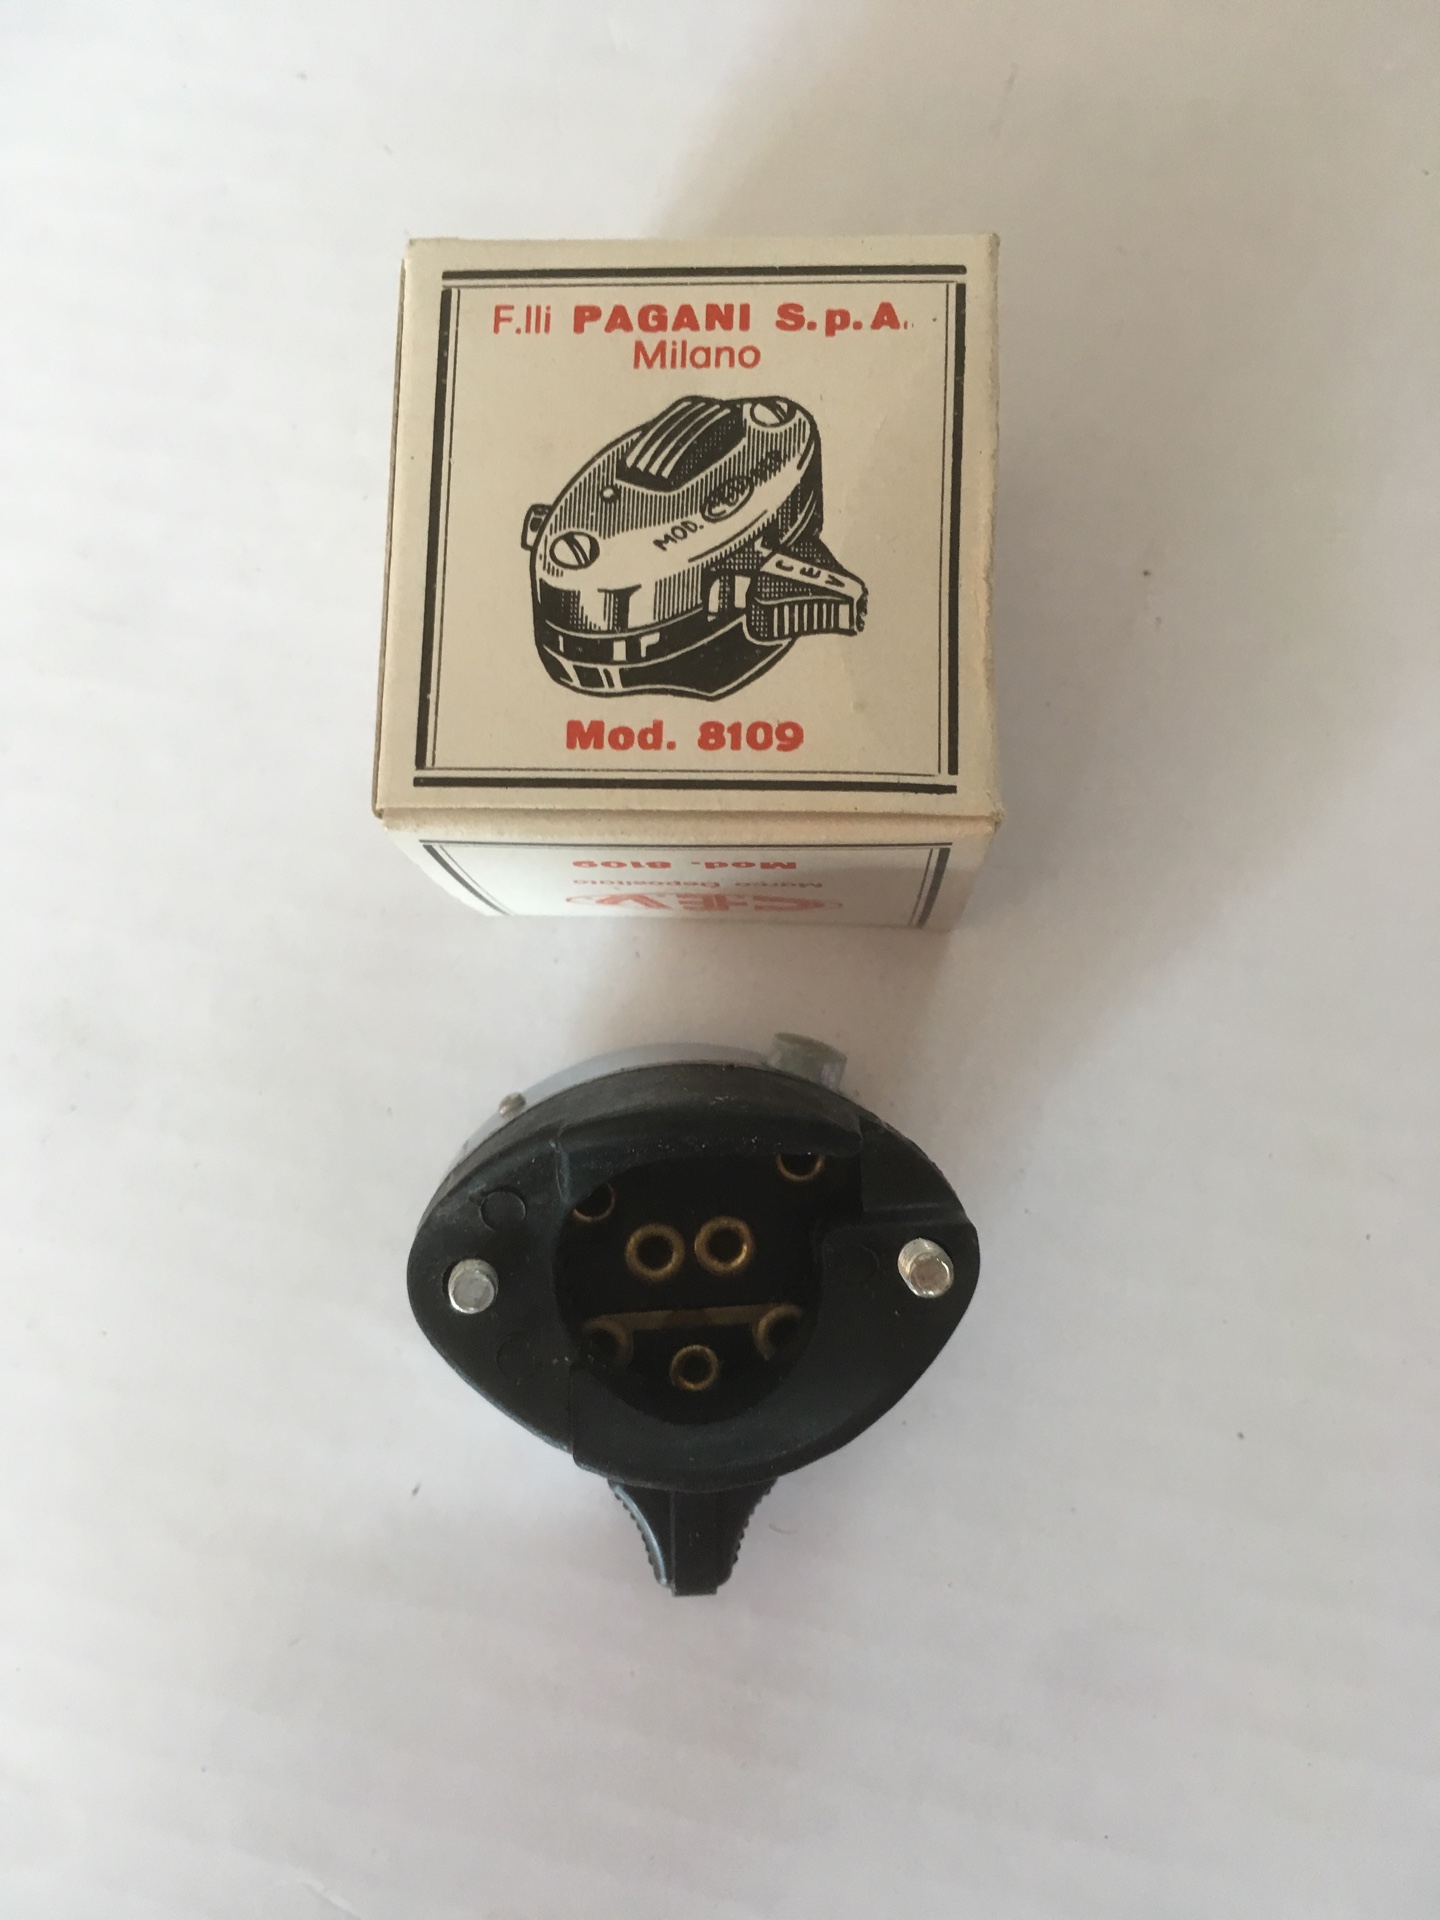 F.lli PAGANI S.p.A.
Milano
MOD.
CEV
Mod. 8109
Mod. 8109
Marca Depositata
CEV